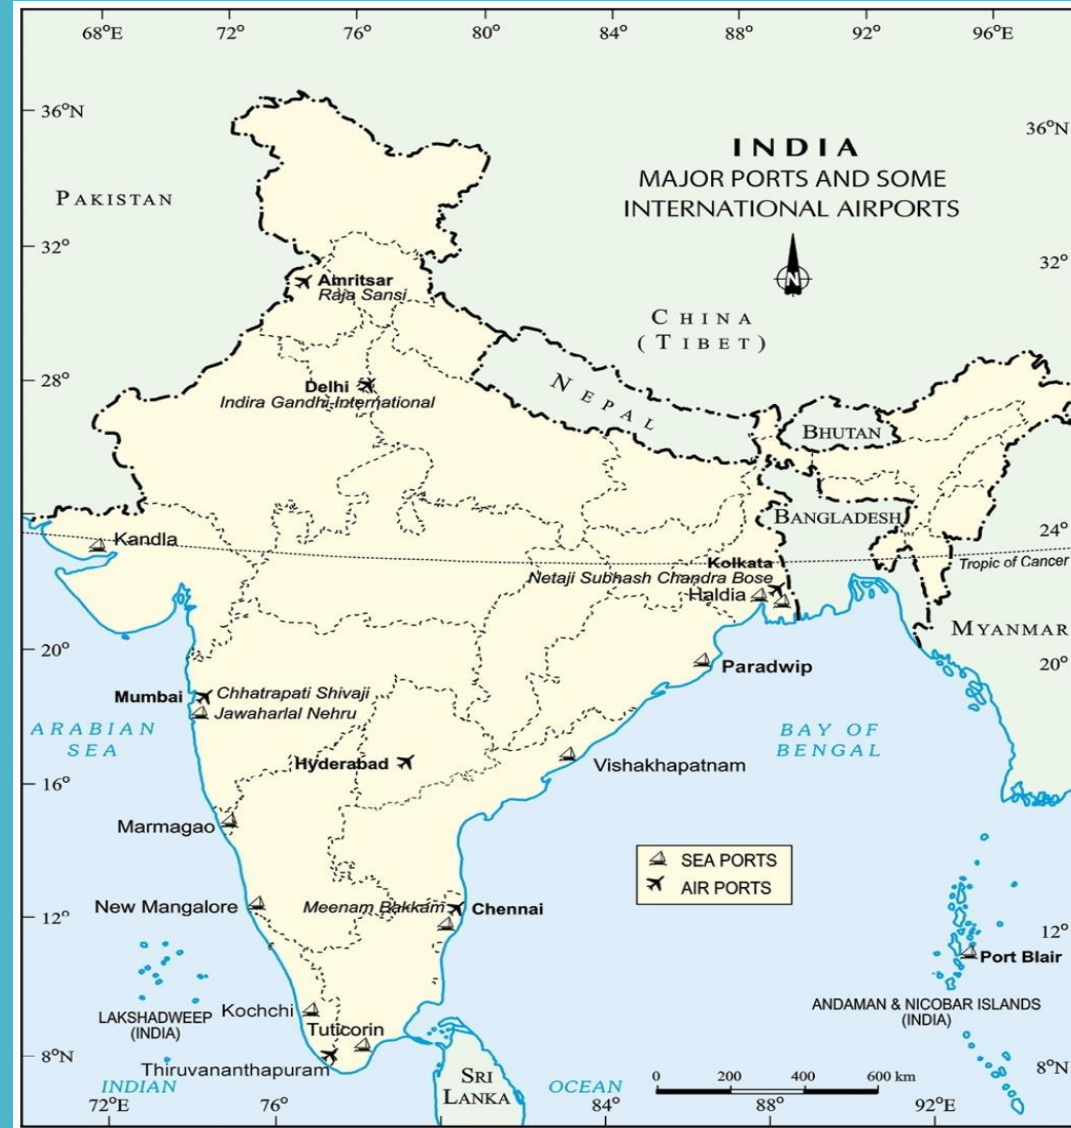 68°E 72° 76° 80° 84° 88° 92° 96°E
36°N
36°N
INDIA
MAJOR PORTS AND SOME
INTERNATIONAL AIRPORTS
PAKISTAN
N
32°
32°
Amritsar
Raja Sansi
CHINA
(TIBET)
28°
Delhi
Indira Gandhi International
NEPAL
BHUTAN
BANGLADESH
24°
Kandla
Tropic of Cancer
Kolkata
Netaji Subhash Chandra Bose
Haldia
MYANMAR
20°
20°
Paradwip
Mumbai
Chhatrapati Shivaji
Jawaharlal Nehru
ARABIAN
SEA
BAY OF
BENGAL
Hyderabad
Vishakhapatnam
16°
Marmagao
SEA PORTS
AIR PORTS
New Mangalore
Meenam Bakkam
Chennai
12°
12°
Port Blair
Kochchi
LAKSHADWEEP
(INDIA)
ANDAMAN & NICOBAR ISLANDS
(INDIA)
Tuticorin
8°N
8°N
Thiruvananthapuram
INDIAN
OCEAN
SRI
LANKA
0 200 400 600 km
72°E 76° 84° 88° 92°E